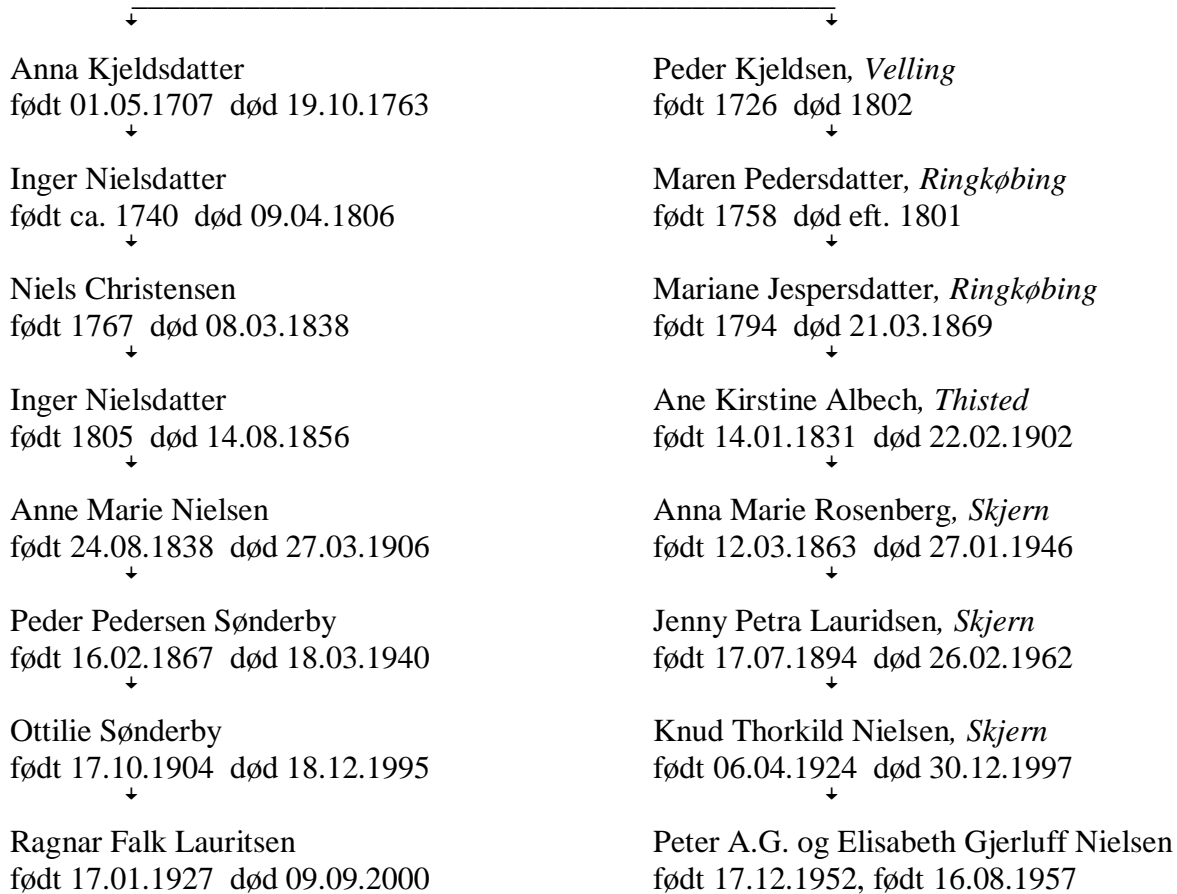 Anna Kjeldsdatter
født 01.05.1707 død 19.10.1763
Inger Nielsdatter
født ca. 1740 død 09.04.1806
Niels Christensen
født 1767 død 08.03.1838
Inger Nielsdatter
født 1805 død 14.08.1856
Anne Marie Nielsen
født 24.08.1838 død 27.03.1906
Peder Pedersen Sønderby
født 16.02.1867 død 18.03.1940
Ottilie Sønderby
født 17.10.1904 død 18.12.1995
Ragnar Falk Lauritsen
født 17.01.1927 død 09.09.2000
Peder Kjeldsen, Velling
født 1726 død 1802
Maren Pedersdatter, Ringkøbing
født 1758 død eft. 1801
Mariane Jespersdatter, Ringkøbing
født 1794 død 21.03.1869
Ane Kirstine Albech, Thisted
født 14.01.1831 død 22.02.1902
Anna Marie Rosenberg, Skjern
født 12.03.1863 død 27.01.1946
Jenny Petra Lauridsen, Skjern
født 17.07.1894 død 26.02.1962
Knud Thorkild Nielsen, Skjern
født 06.04.1924 død 30.12.1997
Peter A.G. og Elisabeth Gjerluff Nielsen
født 17.12.1952, født 16.08.1957